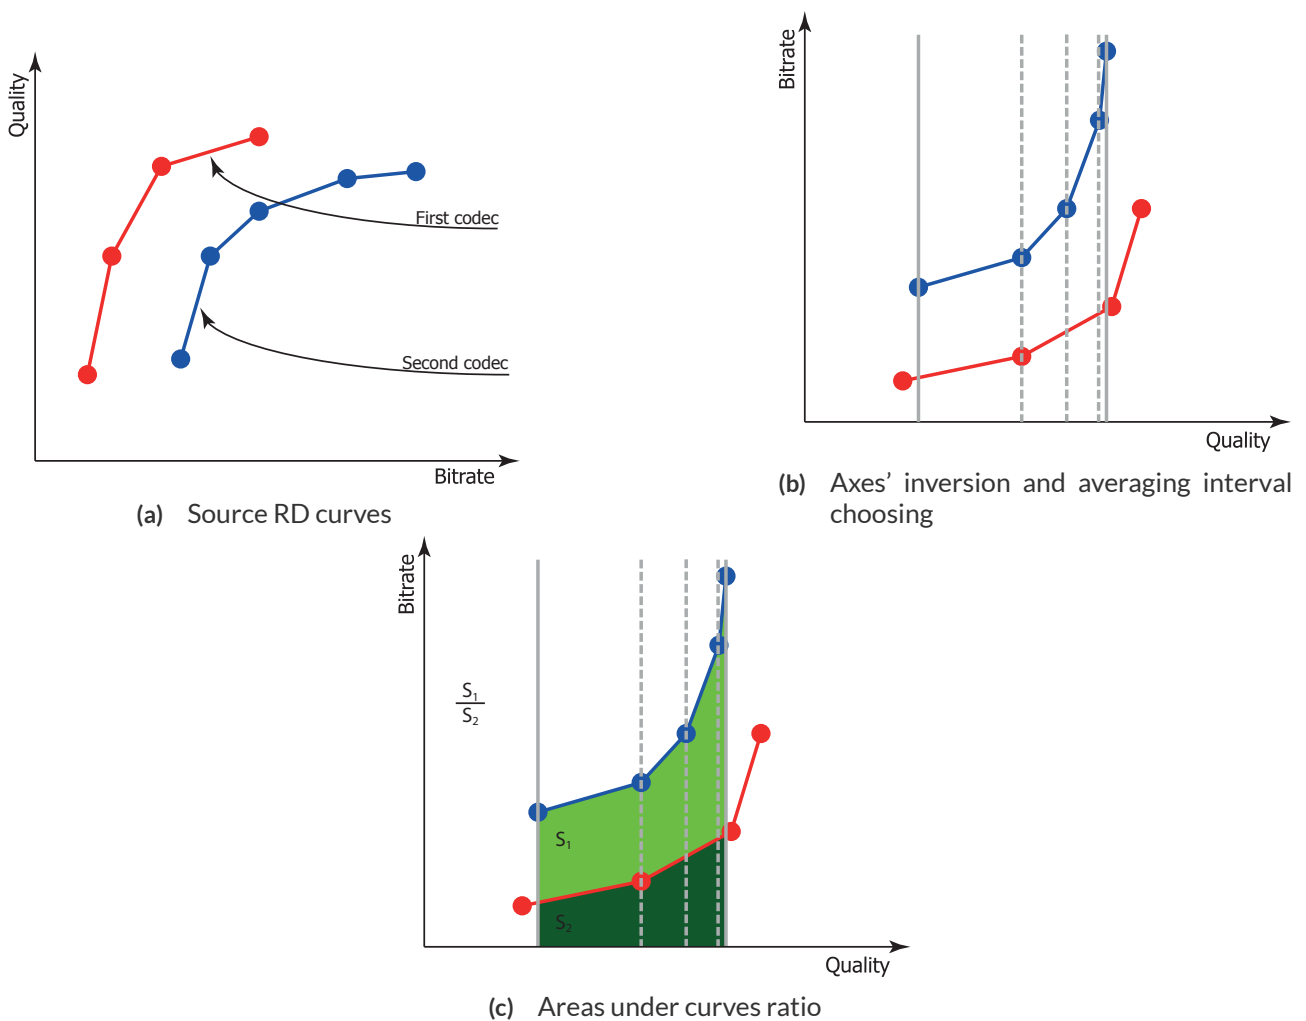 Quality
First codec
Second codec
Bitrate
(a) Source RD curves
Bitrate
Quality
(b) Axes’ inversion and averaging interval
choosing
Bitrate
S1
S2
S1
S2
Quality
(c) Areas under curves ratio